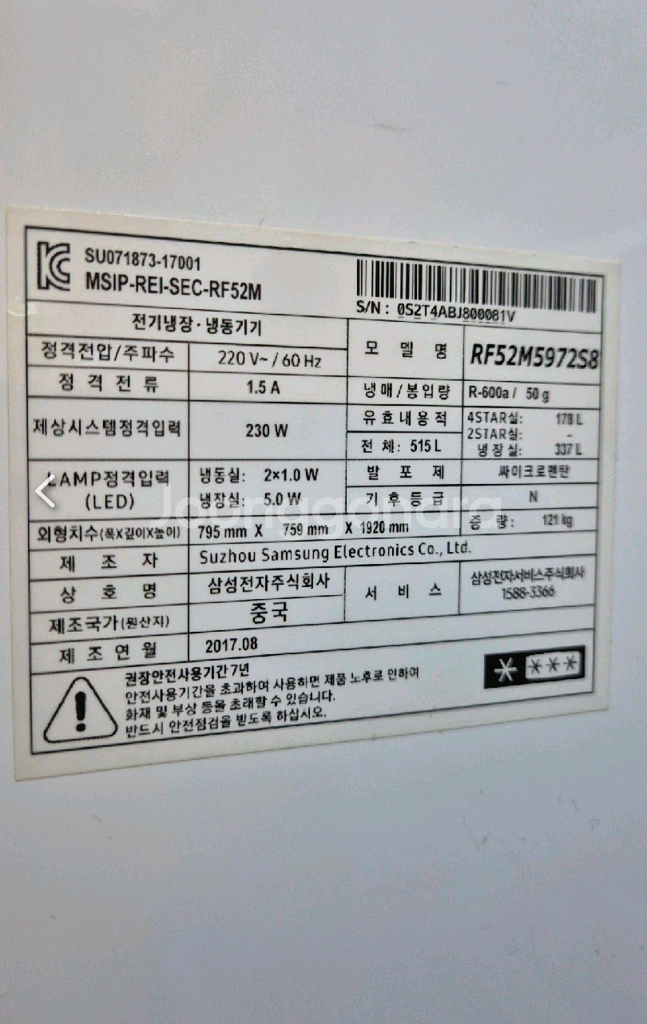 SU071873-17001
MSIP-REI-SEC-RF52M
S/N : 0S2T4ABJ800081V
전기냉장·냉동기기
모 델 명 RF52M5972S8
정격전압/주파수 220 V~ / 60 Hz
정 격 전 류 1.5 A
냉매/봉입량 R-600a / 50 g
제상시스템정격입력 230 W
유효내용적 4STAR실: 178 L
2STAR실: -
전 체: 515 L 냉 장 실: 337 L
LAMP정격입력 (LED) 냉동실: 2×1.0 W
냉장실: 5.0 W
발 포 제 싸이크로펜탄
기후등급 N
외형치수(폭X깊이X높이) 795 mm X 759 mm X 1920 mm
중 량: 121 kg
제 조 자 Suzhou Samsung Electronics Co., Ltd.
상 호 명 삼성전자주식회사
서 비 스 삼성전자서비스주식회사
1588-3366
제조국가(원산지) 중국
제 조 연 월 2017.08
권장안전사용기간 7년
안전사용기간을 초과하여 사용하면 제품 노후로 인하여
화재 및 부상 등을 초래할 수 있습니다.
반드시 안전점검을 받도록 하십시오.
Joonggonara